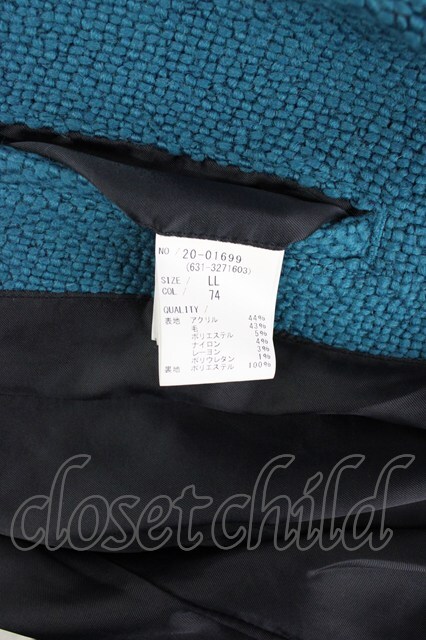 NO / 20-01699
(631-3271603)
SIZE / LL
COL / 74
QUALITY /
表地 アクリル 44%
毛 43%
ポリエステル 5%
ナイロン 4%
レーヨン 3%
ポリウレタン 1%
裏地 ポリエステル 100%
closetchild